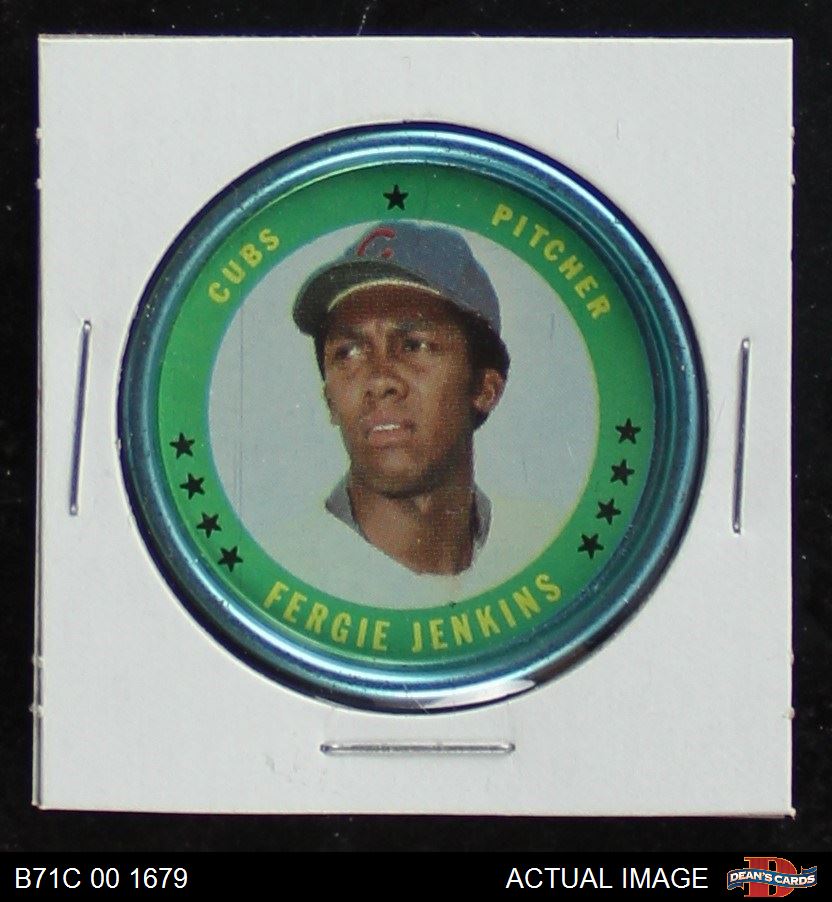 CUBS
PITCHER
C
FERGIE JENKINS
B71C 00 1679
ACTUAL IMAGE
D
DEAN'S CARDS